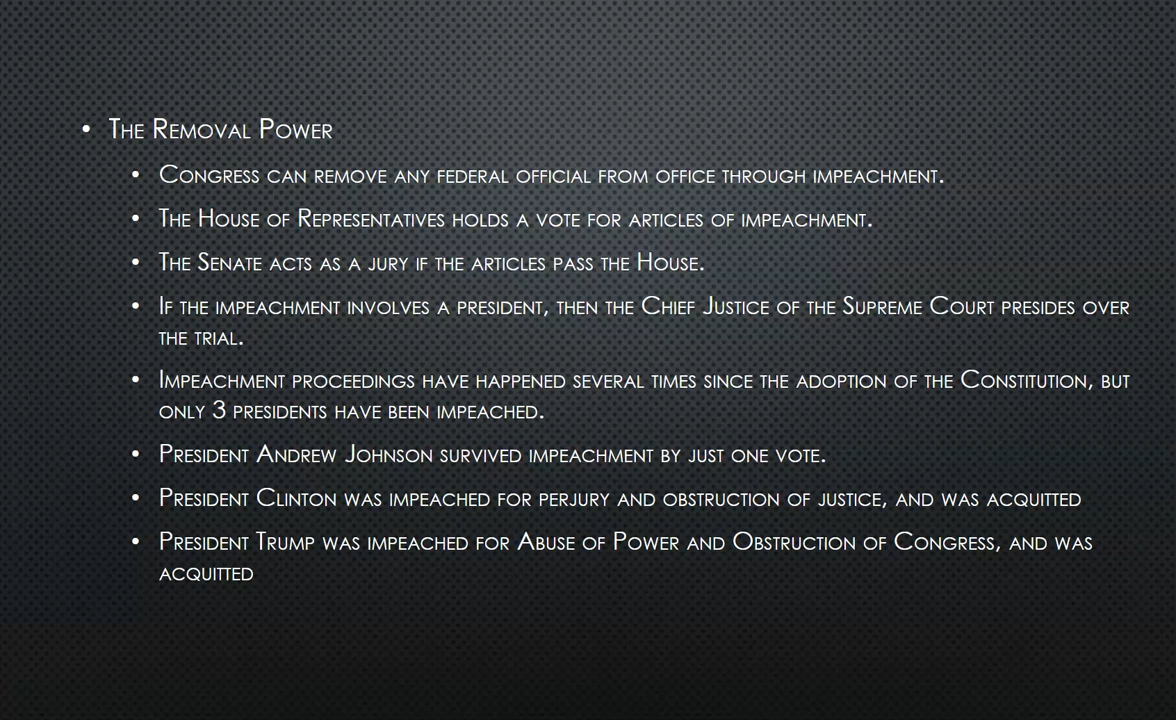 The Removal Power
Congress can remove any federal official from office through impeachment.
The House of Representatives holds a vote for articles of impeachment.
The Senate acts as a jury if the articles pass the House.
If the impeachment involves a president, then the Chief Justice of the Supreme Court presides over
the trial.
Impeachment proceedings have happened several times since the adoption of the Constitution, but
only 3 presidents have been impeached.
President Andrew Johnson survived impeachment by just one vote.
President Clinton was impeached for perjury and obstruction of justice, and was acquitted
President Trump was impeached for Abuse of Power and Obstruction of Congress, and was
acquitted